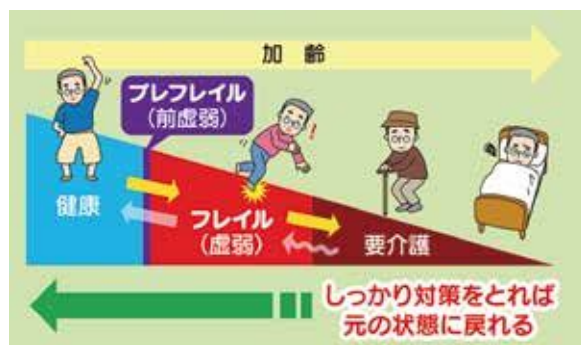 加齢
プレフレイル
(前虚弱)
健康
フレイル
(虚弱)
要介護
しっかり対策をとれば
元の状態に戻れる